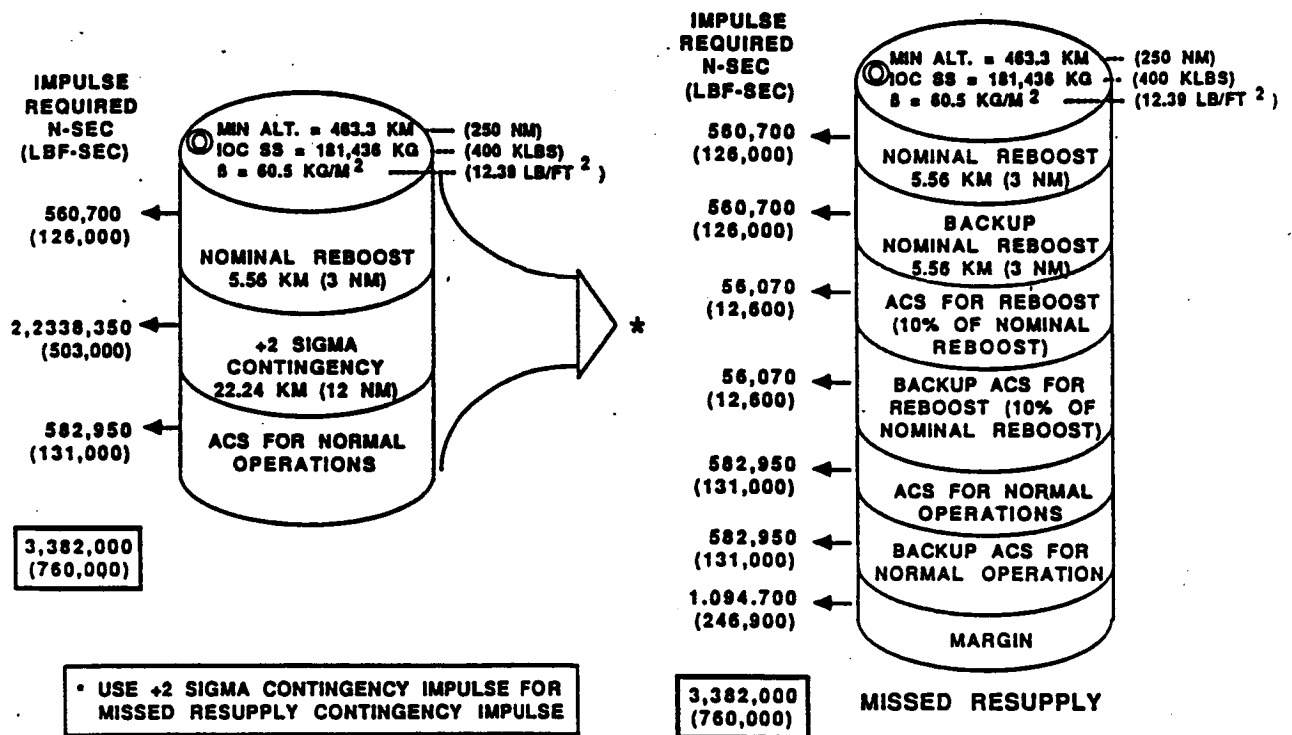 IMPULSE
REQUIRED
N-SEC
(LBF-SEC)
MIN ALT. = 463.3 KM (250 NM)
IOC SS = 181,436 KG (400 KLBS)
β = 60.5 KG/M² (12.39 LB/FT²)
560,700
(126,000)
NOMINAL REBOOST
5.56 KM (3 NM)
2,2338,350
(503,000)
+2 SIGMA
CONTINGENCY
22.24 KM (12 NM)
582,950
(131,000)
ACS FOR NORMAL
OPERATIONS
*
3,382,000
(760,000)
* USE +2 SIGMA CONTINGENCY IMPULSE FOR
MISSED RESUPPLY CONTINGENCY IMPULSE
IMPULSE
REQUIRED
N-SEC
(LBF-SEC)
MIN ALT. = 463.3 KM (250 NM)
IOC SS = 181,436 KG (400 KLBS)
β = 60.5 KG/M² (12.39 LB/FT²)
560,700
(126,000)
NOMINAL REBOOST
5.56 KM (3 NM)
560,700
(126,000)
BACKUP
NOMINAL REBOOST
5.56 KM (3 NM)
56,070
(12,600)
ACS FOR REBOOST
(10% OF NOMINAL
REBOOST)
56,070
(12,600)
BACKUP ACS FOR
REBOOST (10% OF
NOMINAL REBOOST)
582,950
(131,000)
ACS FOR NORMAL
OPERATIONS
582,950
(131,000)
BACKUP ACS FOR
NORMAL OPERATION
1.094.700
(246,900)
MARGIN
3,382,000
(760,000)
MISSED RESUPPLY